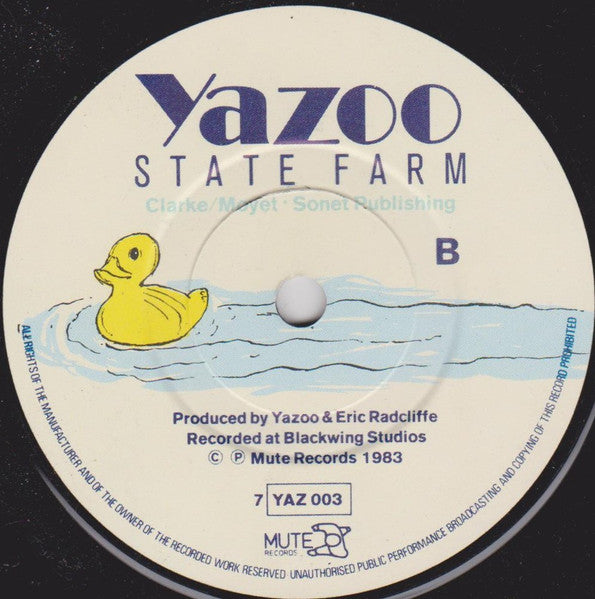 Yazoo
STATE FARM
Clarke/Moyet · Sonet Publishing
B
Produced by Yazoo & Eric Radcliffe
Recorded at Blackwing Studios
© ℗ Mute Records 1983
7 YAZ 003
MUTE
RECORDS
ALL RIGHTS OF THE MANUFACTURER AND OF THE OWNER OF THE RECORDED WORK RESERVED UNAUTHORISED PUBLIC PERFORMANCE BROADCASTING AND COPYING OF THIS RECORD PROHIBITED